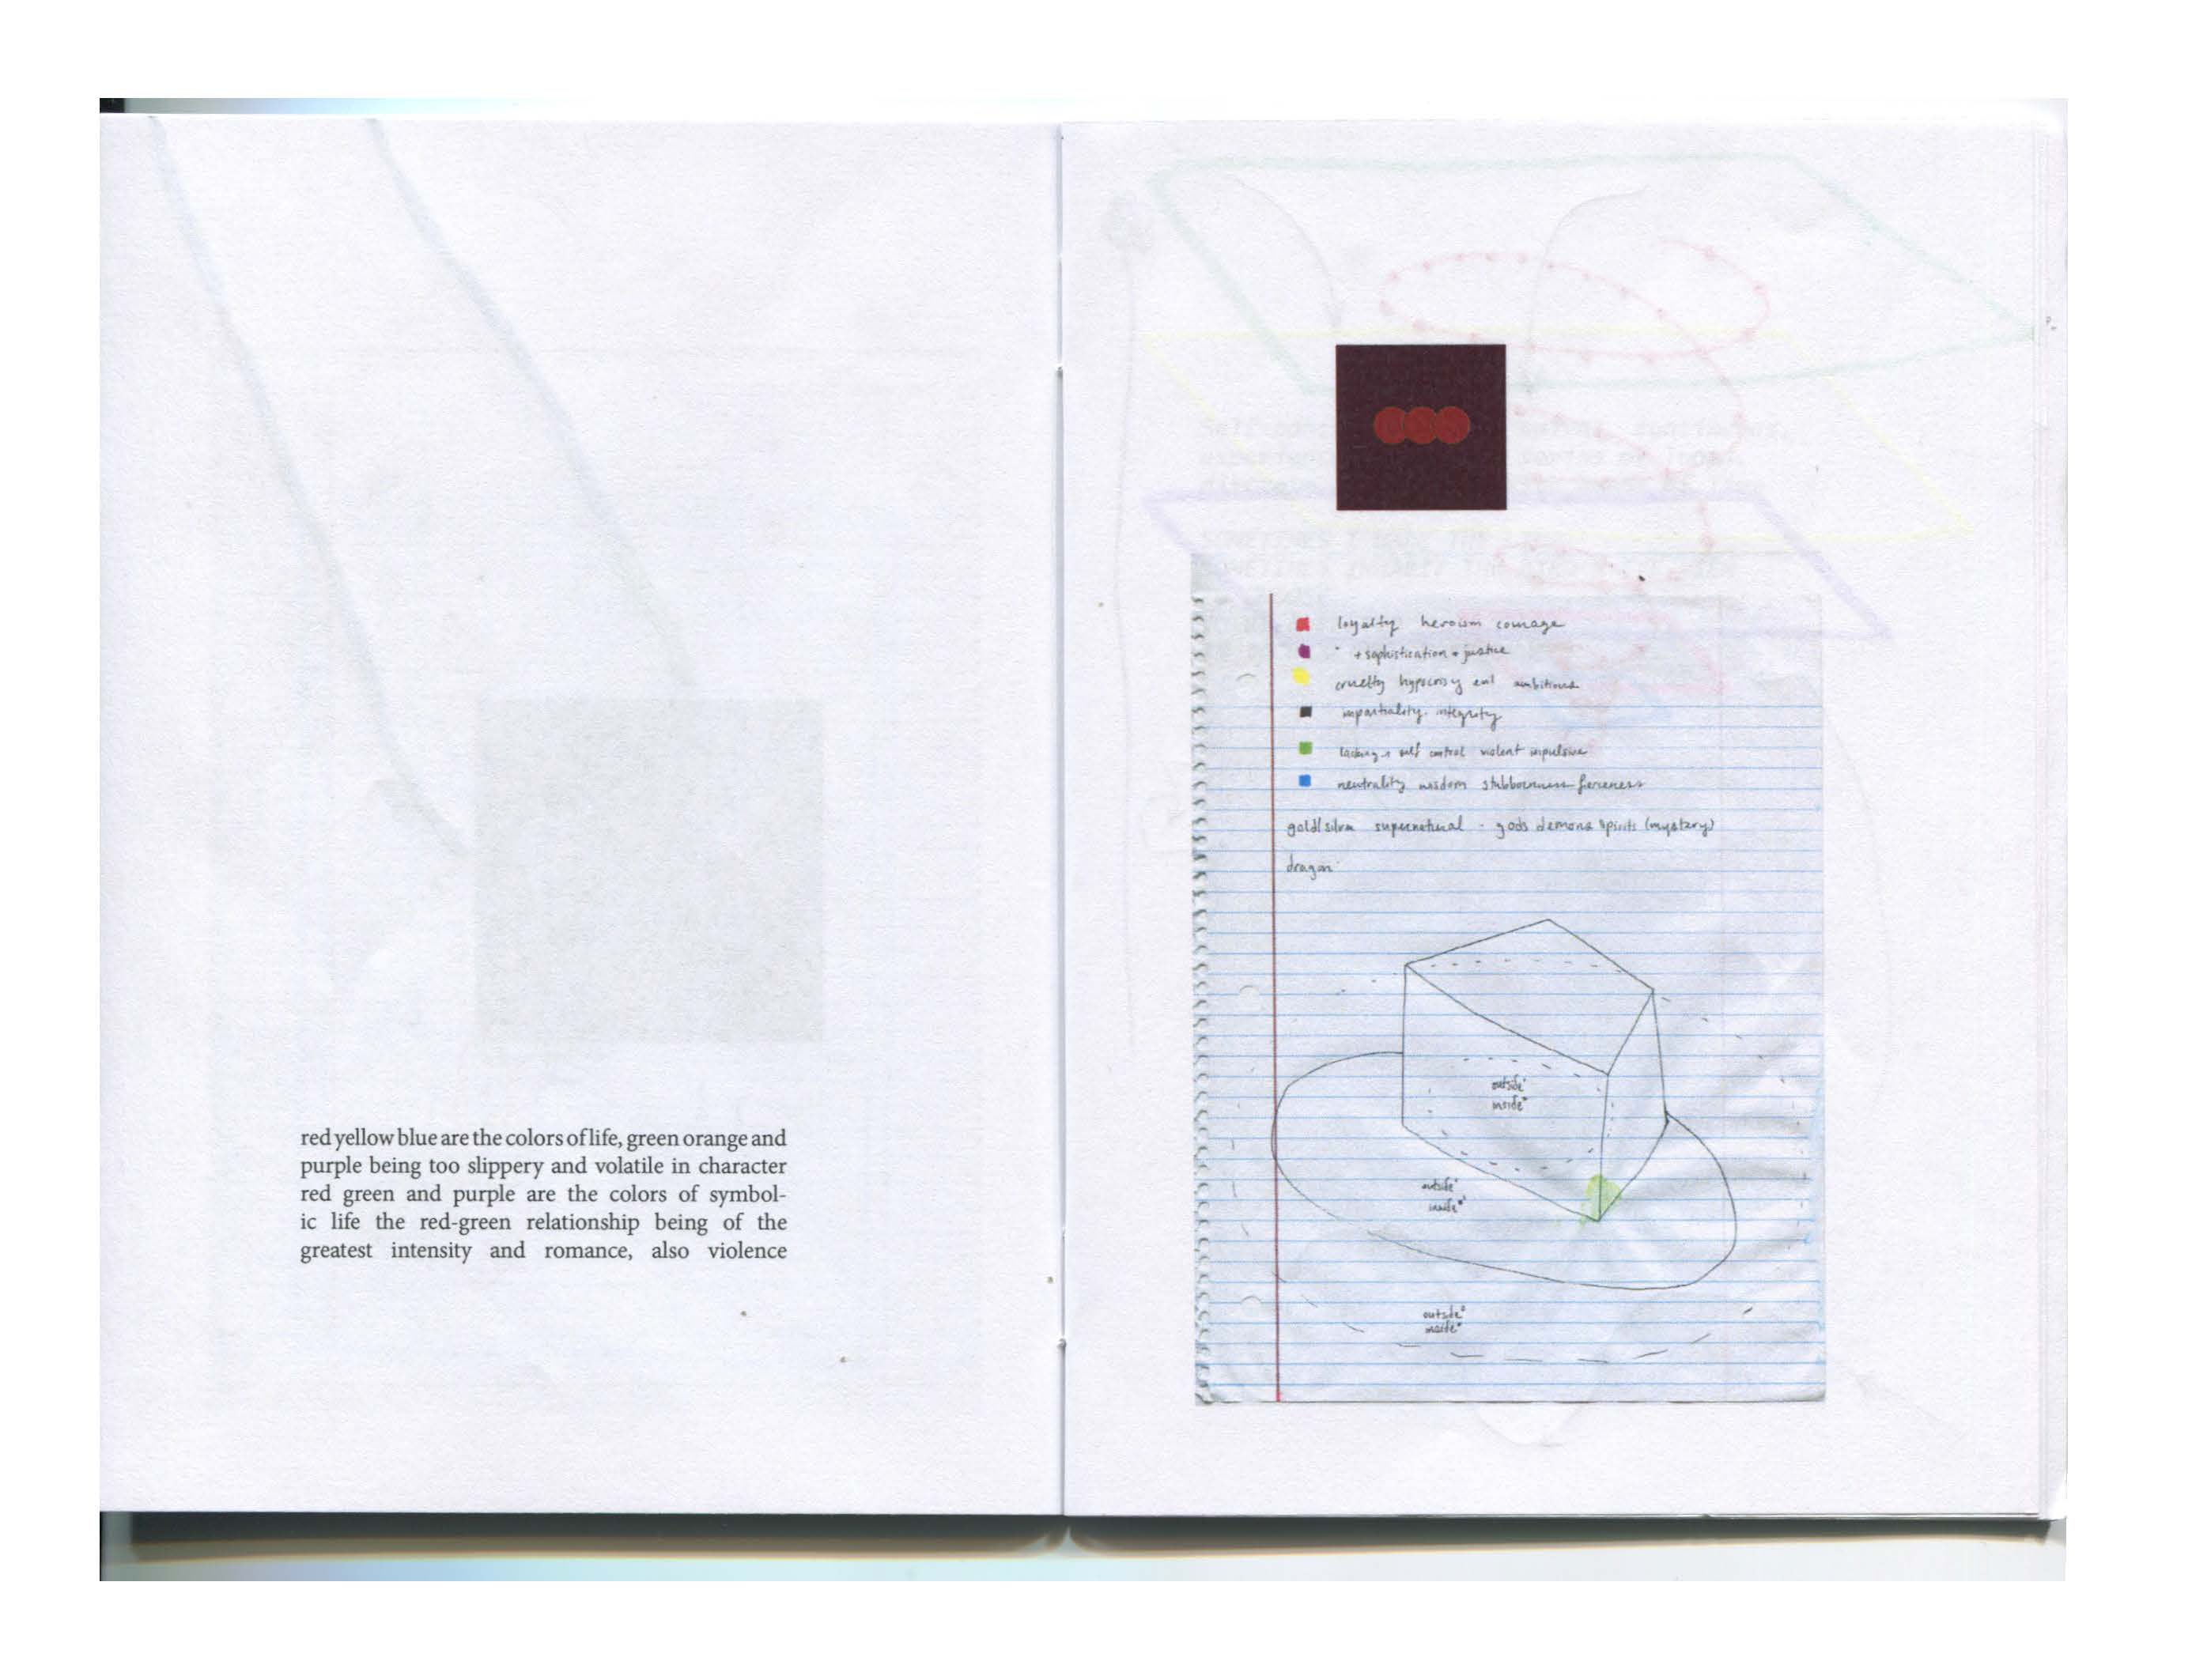 red yellow blue are the colors of life, green orange and
purple being too slippery and volatile in character
red green and purple are the colors of symbol-
ic life the red-green relationship being of the
greatest intensity and romance, also violence
loyalty heroism courage
" + sophistication + justice
cruelty hypocrisy evil ambitious
impartiality. integrity
lacking self control violent impulsive
neutrality wisdom stubbornness fierceness
gold/silver supernatural - gods demons spirits (mystery)
dragon
outside
inside
outside
inside
outside
inside